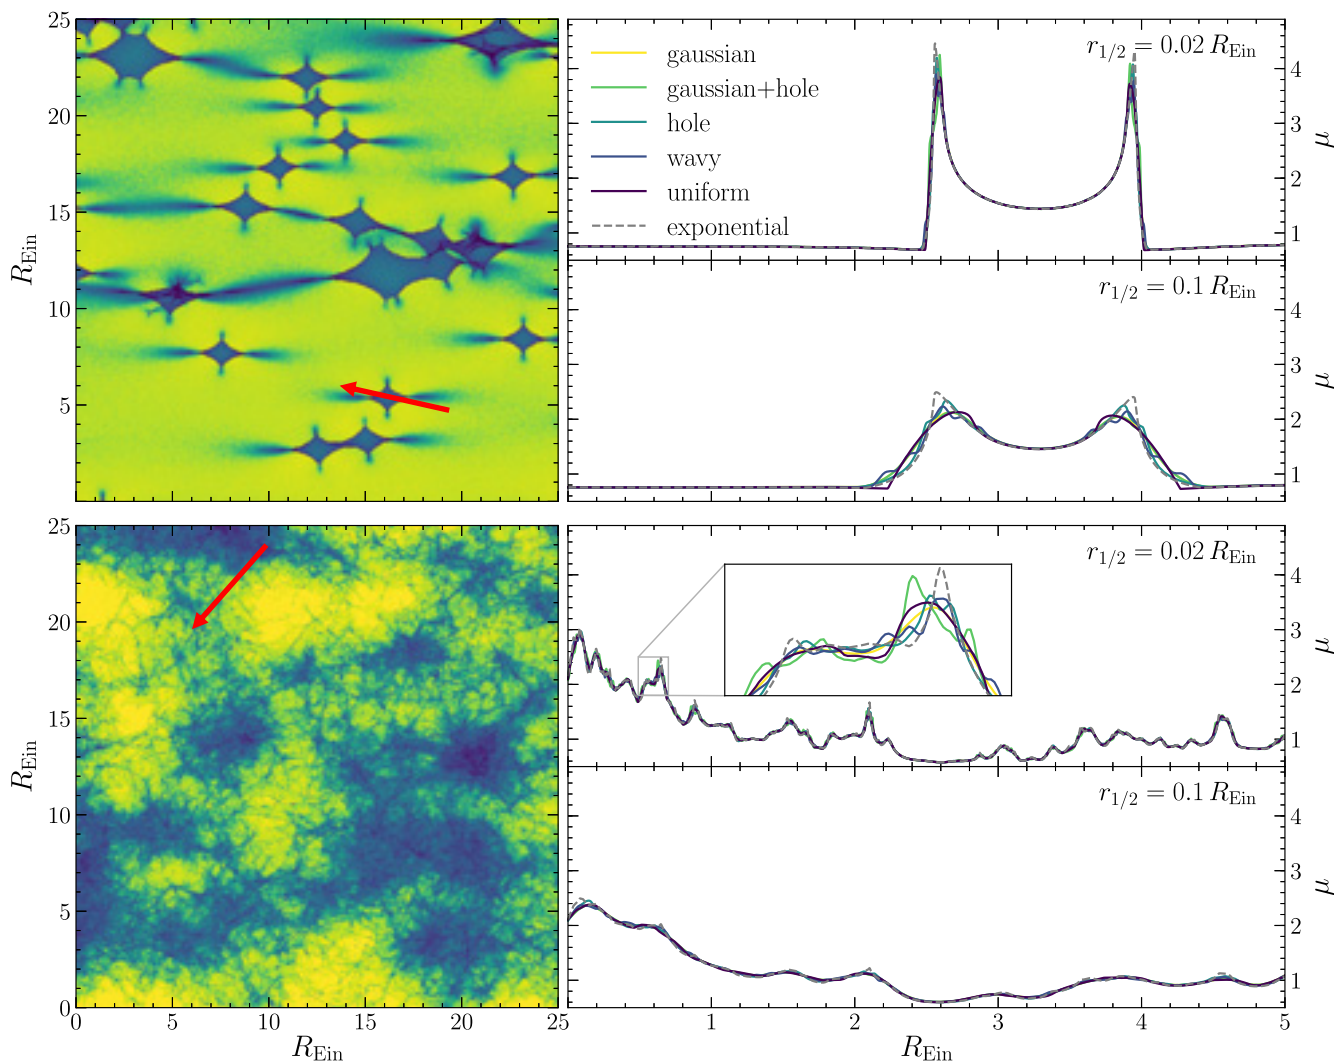 25
20
15
10
5
R_Ein
r_1/2 = 0.02 R_Ein
gaussian
gaussian+hole
hole
wavy
uniform
exponential
4
3
2
1
μ
r_1/2 = 0.1 R_Ein
4
3
2
1
μ
25
20
15
10
5
0
R_Ein
0
5
10
15
20
25
R_Ein
r_1/2 = 0.02 R_Ein
4
3
2
1
μ
r_1/2 = 0.1 R_Ein
4
3
2
1
μ
1
2
3
4
5
R_Ein